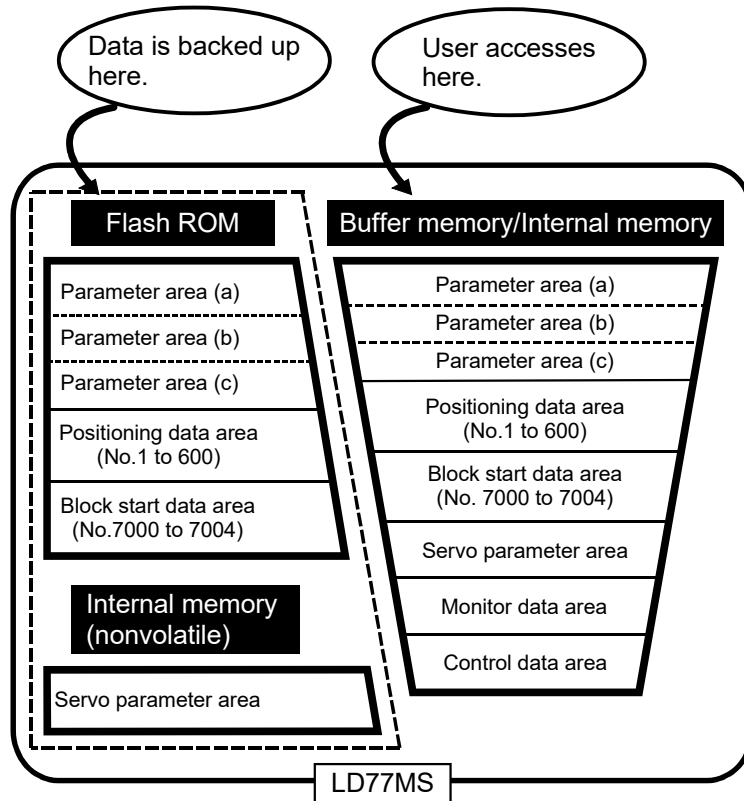 Data is backed up
here.
User accesses
here.
Flash ROM
Parameter area (a)
Parameter area (b)
Parameter area (c)
Positioning data area
(No.1 to 600)
Block start data area
(No.7000 to 7004)
Internal memory
(nonvolatile)
Servo parameter area
Buffer memory/Internal memory
Parameter area (a)
Parameter area (b)
Parameter area (c)
Positioning data area
(No.1 to 600)
Block start data area
(No. 7000 to 7004)
Servo parameter area
Monitor data area
Control data area
LD77MS